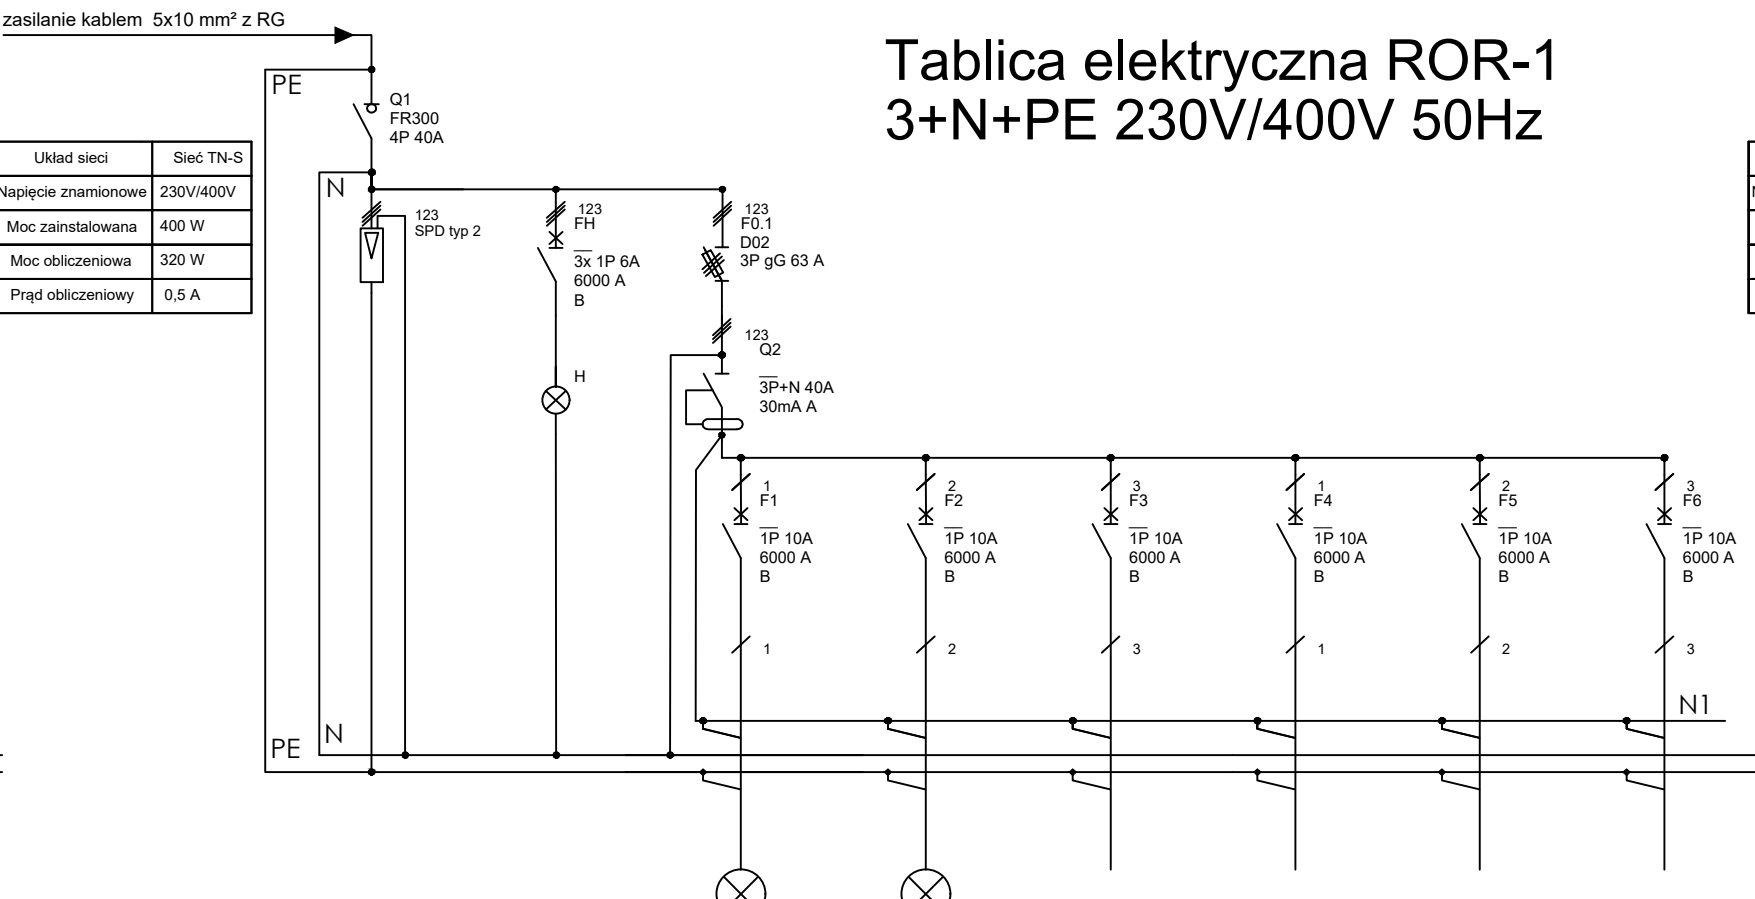 zasilanie kablem 5x10 mm² z RG
Tablica elektryczna ROR-1
3+N+PE 230V/400V 50Hz
PE
Q1
FR300
4P 40A
Układ sieci Sieć TN-S
Napięcie znamionowe 230V/400V
Moc zainstalowana 400 W
Moc obliczeniowa 320 W
Prąd obliczeniowy 0,5 A
N
123
SPD typ 2
123
FH
3x 1P 6A
6000 A
B
H
123
F0.1
D02
3P gG 63 A
123
Q2
3P+N 40A
30mA A
1
F1
1P 10A
6000 A
B
1
2
F2
1P 10A
6000 A
B
2
3
F3
1P 10A
6000 A
B
3
1
F4
1P 10A
6000 A
B
1
2
F5
1P 10A
6000 A
B
2
3
F6
1P 10A
6000 A
B
3
N1
N
PE